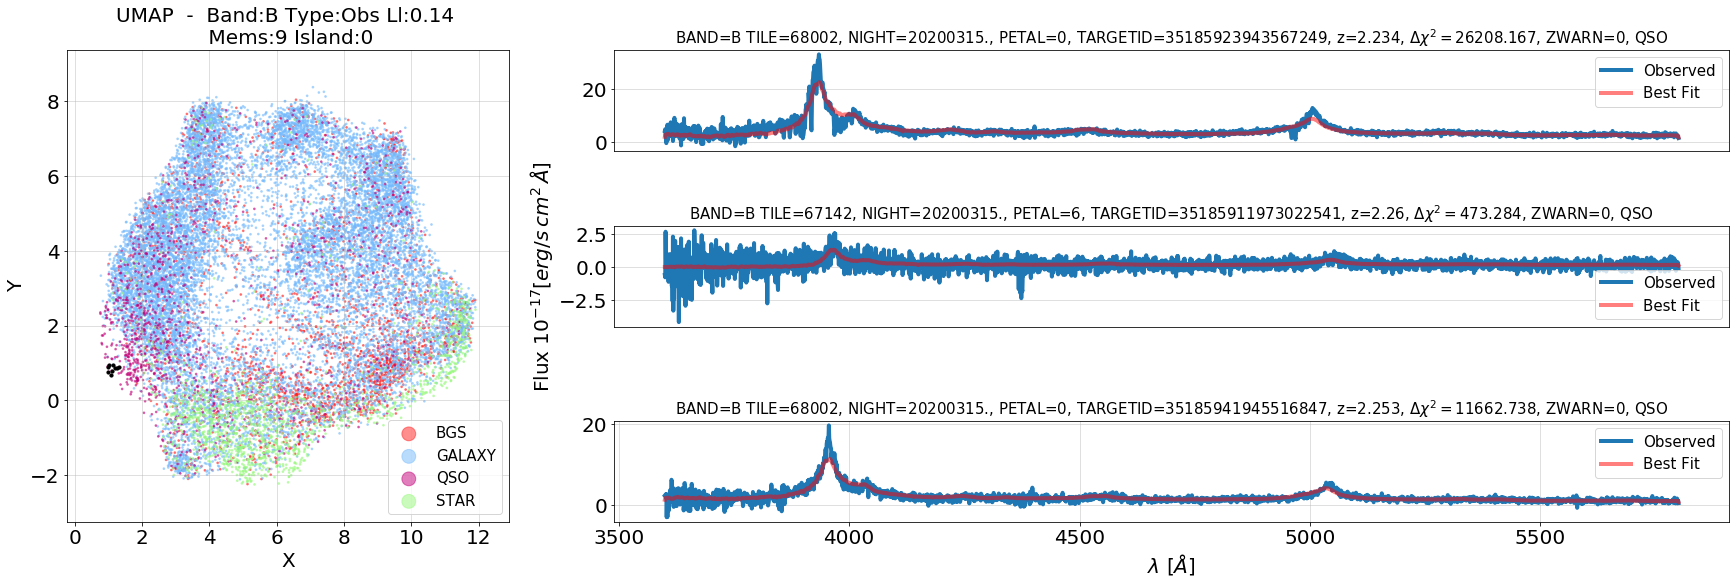 UMAP - Band:B Type:Obs Ll:0.14
Mems:9 Island:0
8
6
4
2
0
−2
Y
0 2 4 6 8 10 12
X
BGS
GALAXY
QSO
STAR
BAND=B TILE=68002, NIGHT=20200315., PETAL=0, TARGETID=35185923943567249, z=2.234, Δχ² = 26208.167, ZWARN=0, QSO
20
0
Observed
Best Fit
Flux 10⁻¹⁷[erg/s cm² Å]
BAND=B TILE=67142, NIGHT=20200315., PETAL=6, TARGETID=35185911973022541, z=2.26, Δχ² = 473.284, ZWARN=0, QSO
2.5
0.0
−2.5
Observed
Best Fit
BAND=B TILE=68002, NIGHT=20200315., PETAL=0, TARGETID=35185941945516847, z=2.253, Δχ² = 11662.738, ZWARN=0, QSO
20
0
Observed
Best Fit
3500 4000 4500 5000 5500
λ [Å]